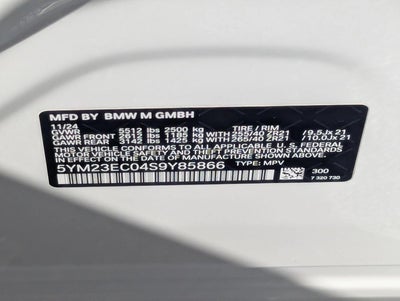 MFD BY BMW M GMBH
11/24
GVWR 5512 lbs 2500 kg TIRE / RIM
GAWR FRONT 2612 lbs 1185 kg 255/40 ZR21 / 9.5Jx 21
GAWR REAR 3142 lbs 1425 kg 265/40 ZR21 / 10.0Jx 21
THIS VEHICLE CONFORMS TO ALL APPLICABLE U.S. FEDERAL
MOTOR VEHICLE SAFETY, BUMPER, AND THEFT PREVENTION
STANDARDS IN EFFECT ON THE DATE OF MANUFACTURE SHOWN ABOVE.
5YM23EC04S9Y85866 TYPE: MPV
300
7 320 730